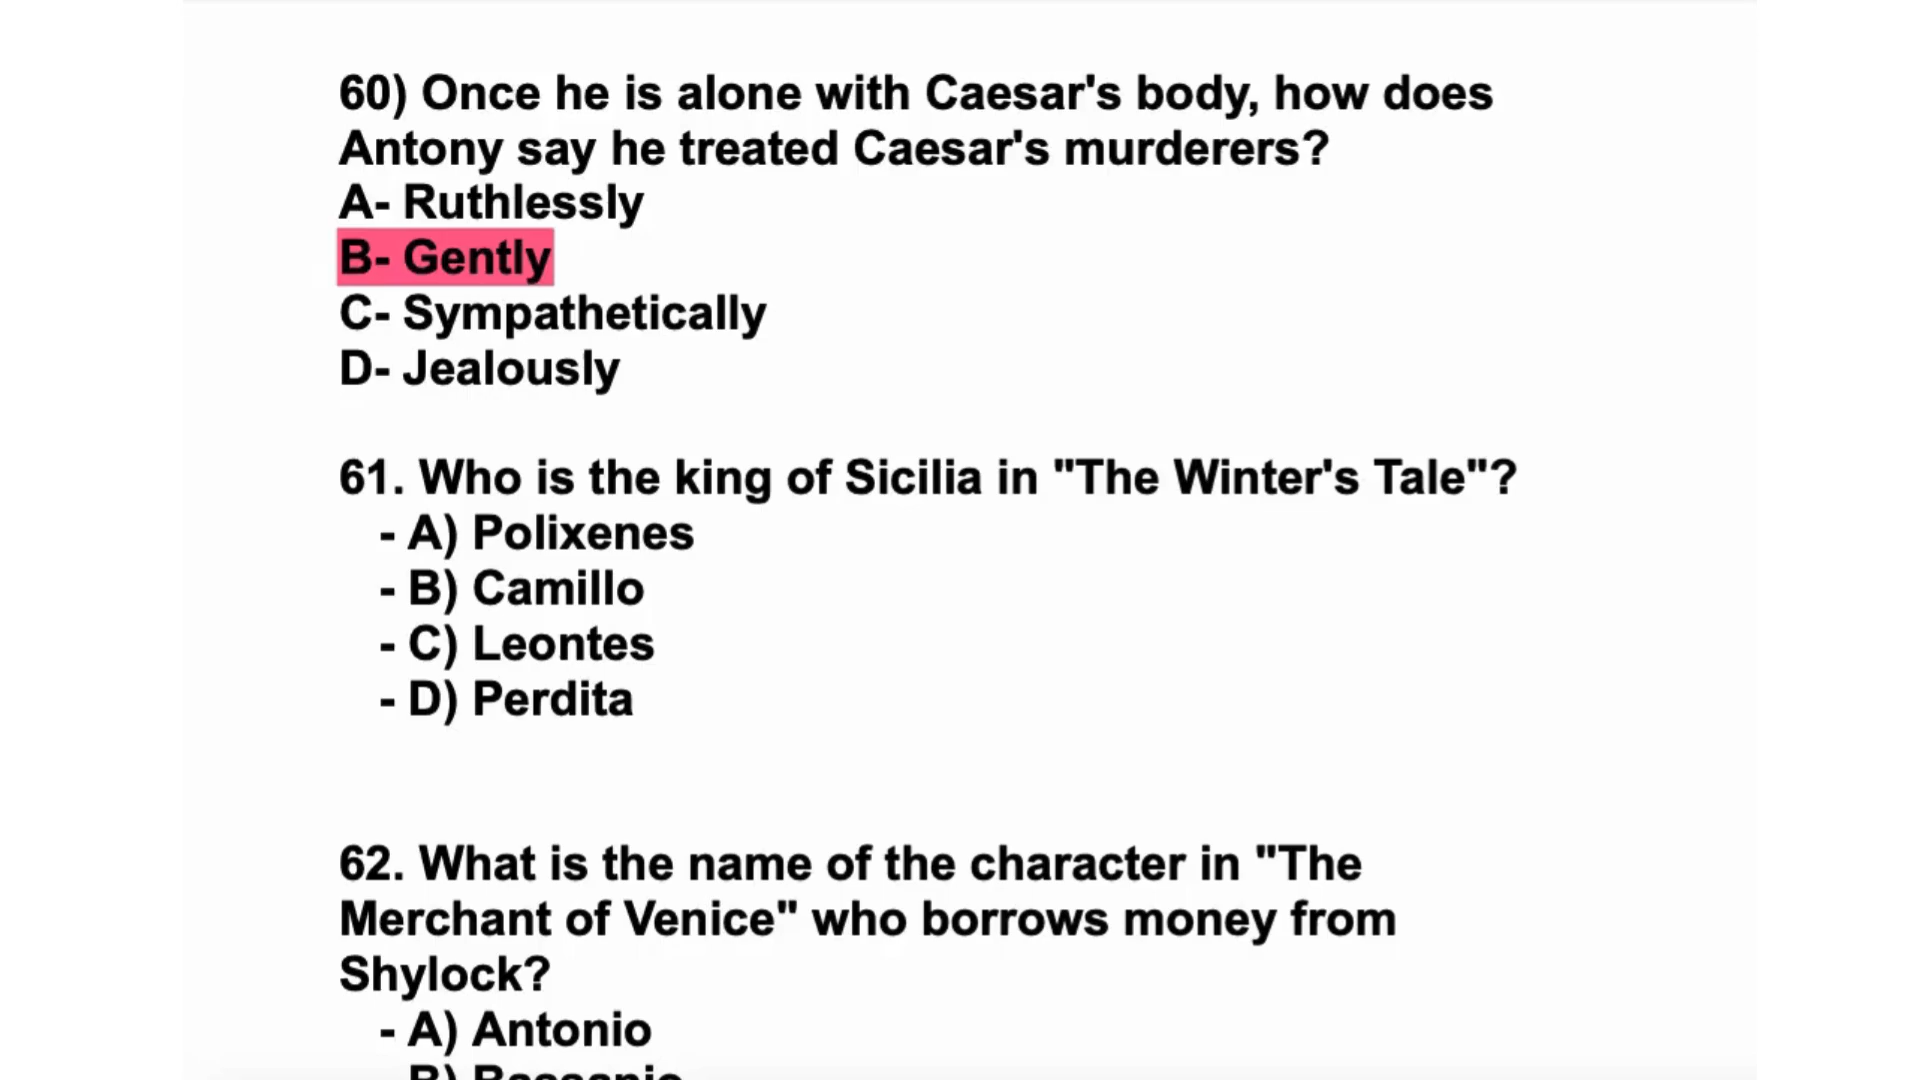 60) Once he is alone with Caesar's body, how does
Antony say he treated Caesar's murderers?
A- Ruthlessly
B- Gently
C- Sympathetically
D- Jealously
61. Who is the king of Sicilia in "The Winter's Tale"?
- A) Polixenes
- B) Camillo
- C) Leontes
- D) Perdita
62. What is the name of the character in "The
Merchant of Venice" who borrows money from
Shylock?
- A) Antonio